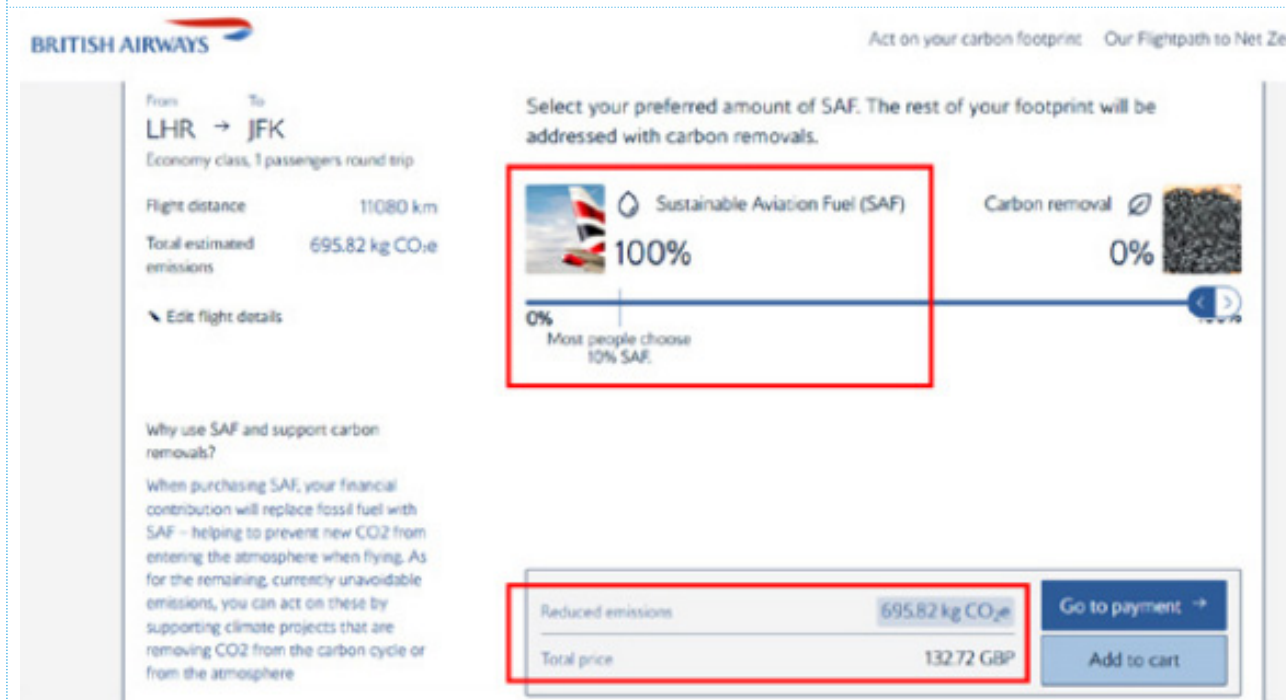 BRITISH AIRWAYS
Act on your carbon footprint Our Flightpath to Net Ze
From To
LHR → JFK
Economy class, 1 passengers round trip
Flight distance 11080 km
Total estimated 695.82 kg CO₂e
emissions
Edit flight details
Why use SAF and support carbon
removals?
When purchasing SAF, your financial
contribution will replace fossil fuel with
SAF – helping to prevent new CO2 from
entering the atmosphere when flying. As
for the remaining, currently unavoidable
emissions, you can act on these by
supporting climate projects that are
removing CO2 from the carbon cycle or
from the atmosphere
Select your preferred amount of SAF. The rest of your footprint will be
addressed with carbon removals.
Sustainable Aviation Fuel (SAF) Carbon removal
100% 0%
0%
Most people choose
10% SAF.
Reduced emissions 695.82 kg CO₂e
Total price 132.72 GBP
Go to payment →
Add to cart